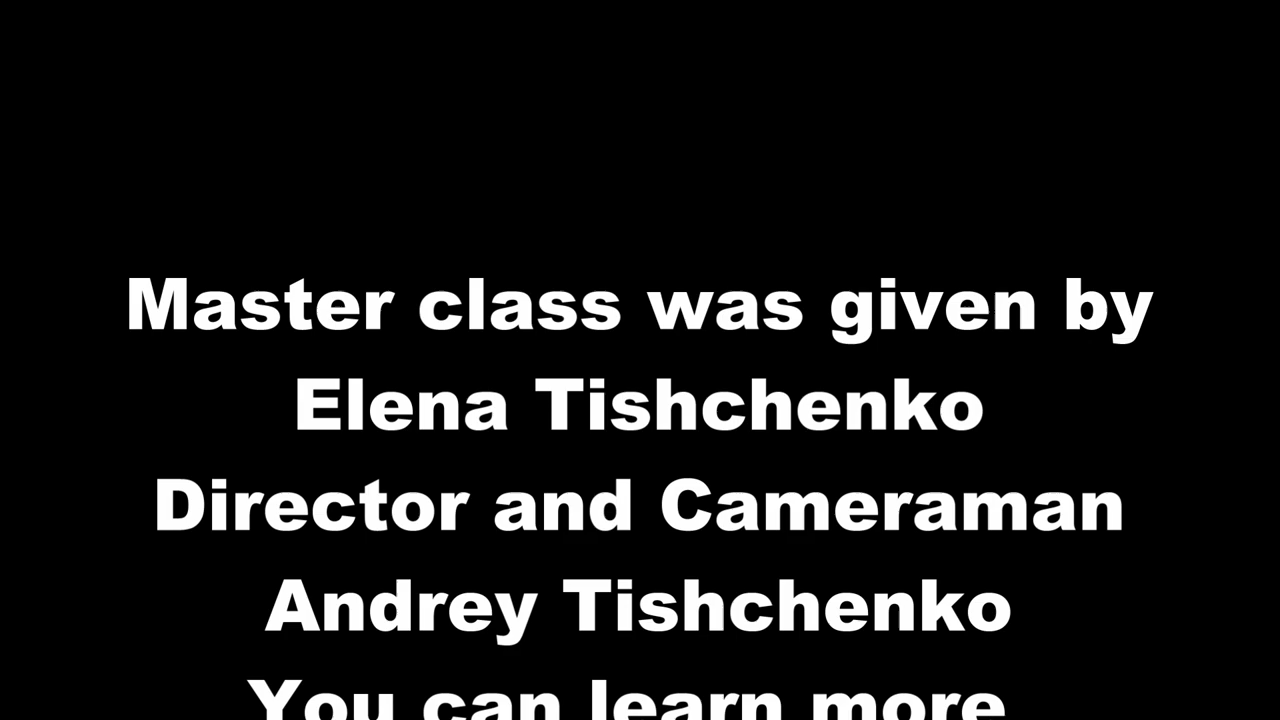 Master class was given by
Elena Tishchenko
Director and Cameraman
Andrey Tishchenko
You can learn more